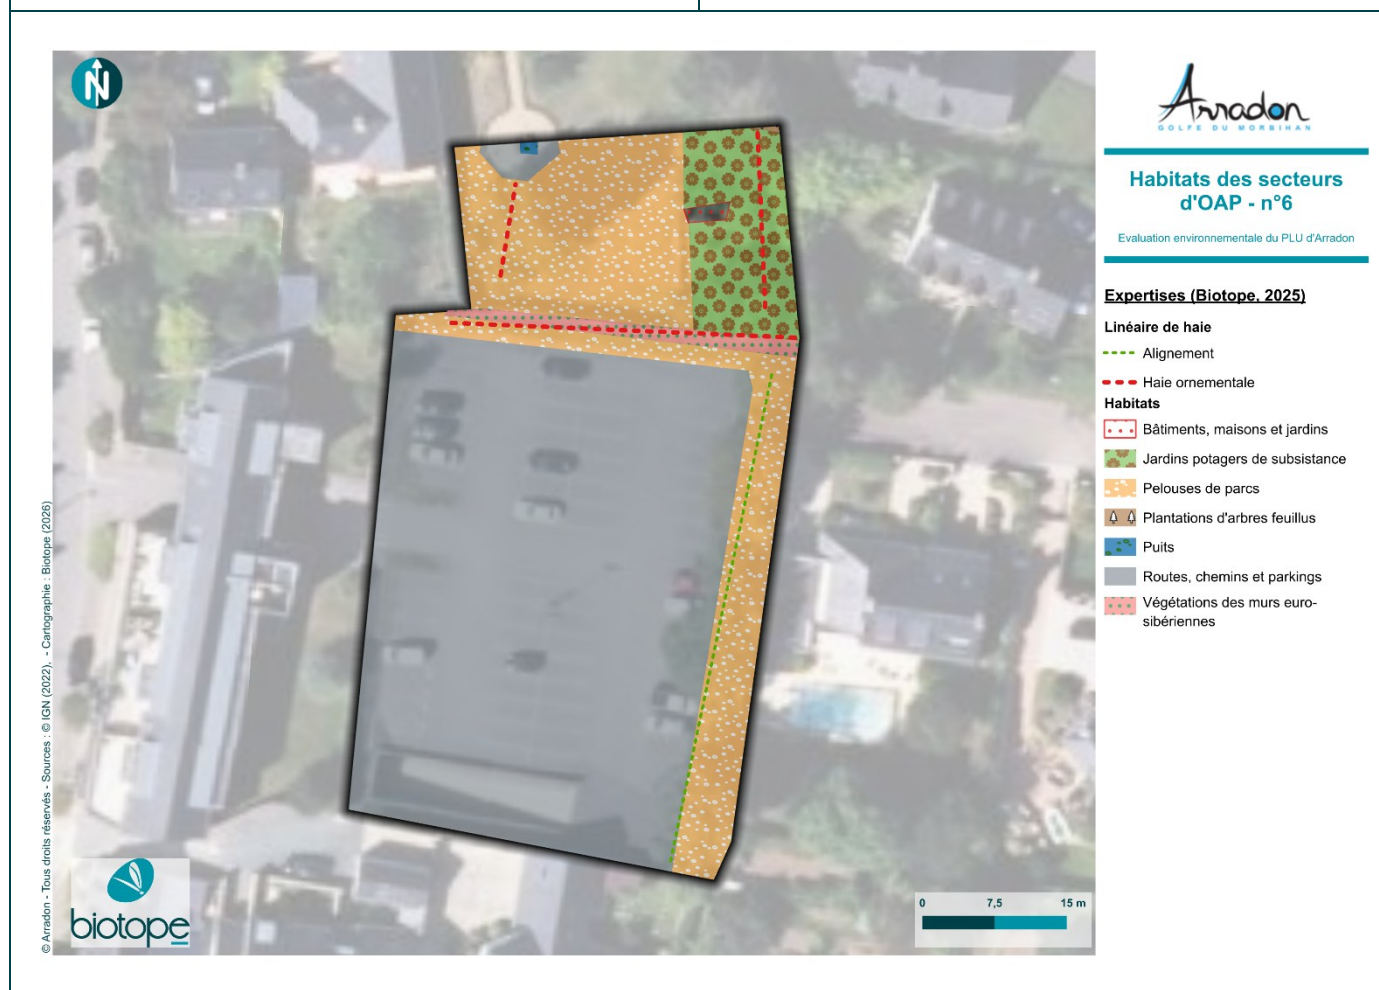 N
Arradon
GOLFE DU MORBIHAN
Habitats des secteurs
d'OAP - n°6
Evaluation environnementale du PLU d'Arradon
Expertises (Biotope, 2025)
Linéaire de haie
Alignement
Haie ornementale
Habitats
Bâtiments, maisons et jardins
Jardins potagers de subsistance
Pelouses de parcs
Plantations d'arbres feuillus
Puits
Routes, chemins et parkings
Végétations des murs euro-
sibériennes
© Arradon - Tous droits réservés - Sources : © IGN (2022), - Cartographie : Biotope (2026)
biotope
0 7,5 15 m